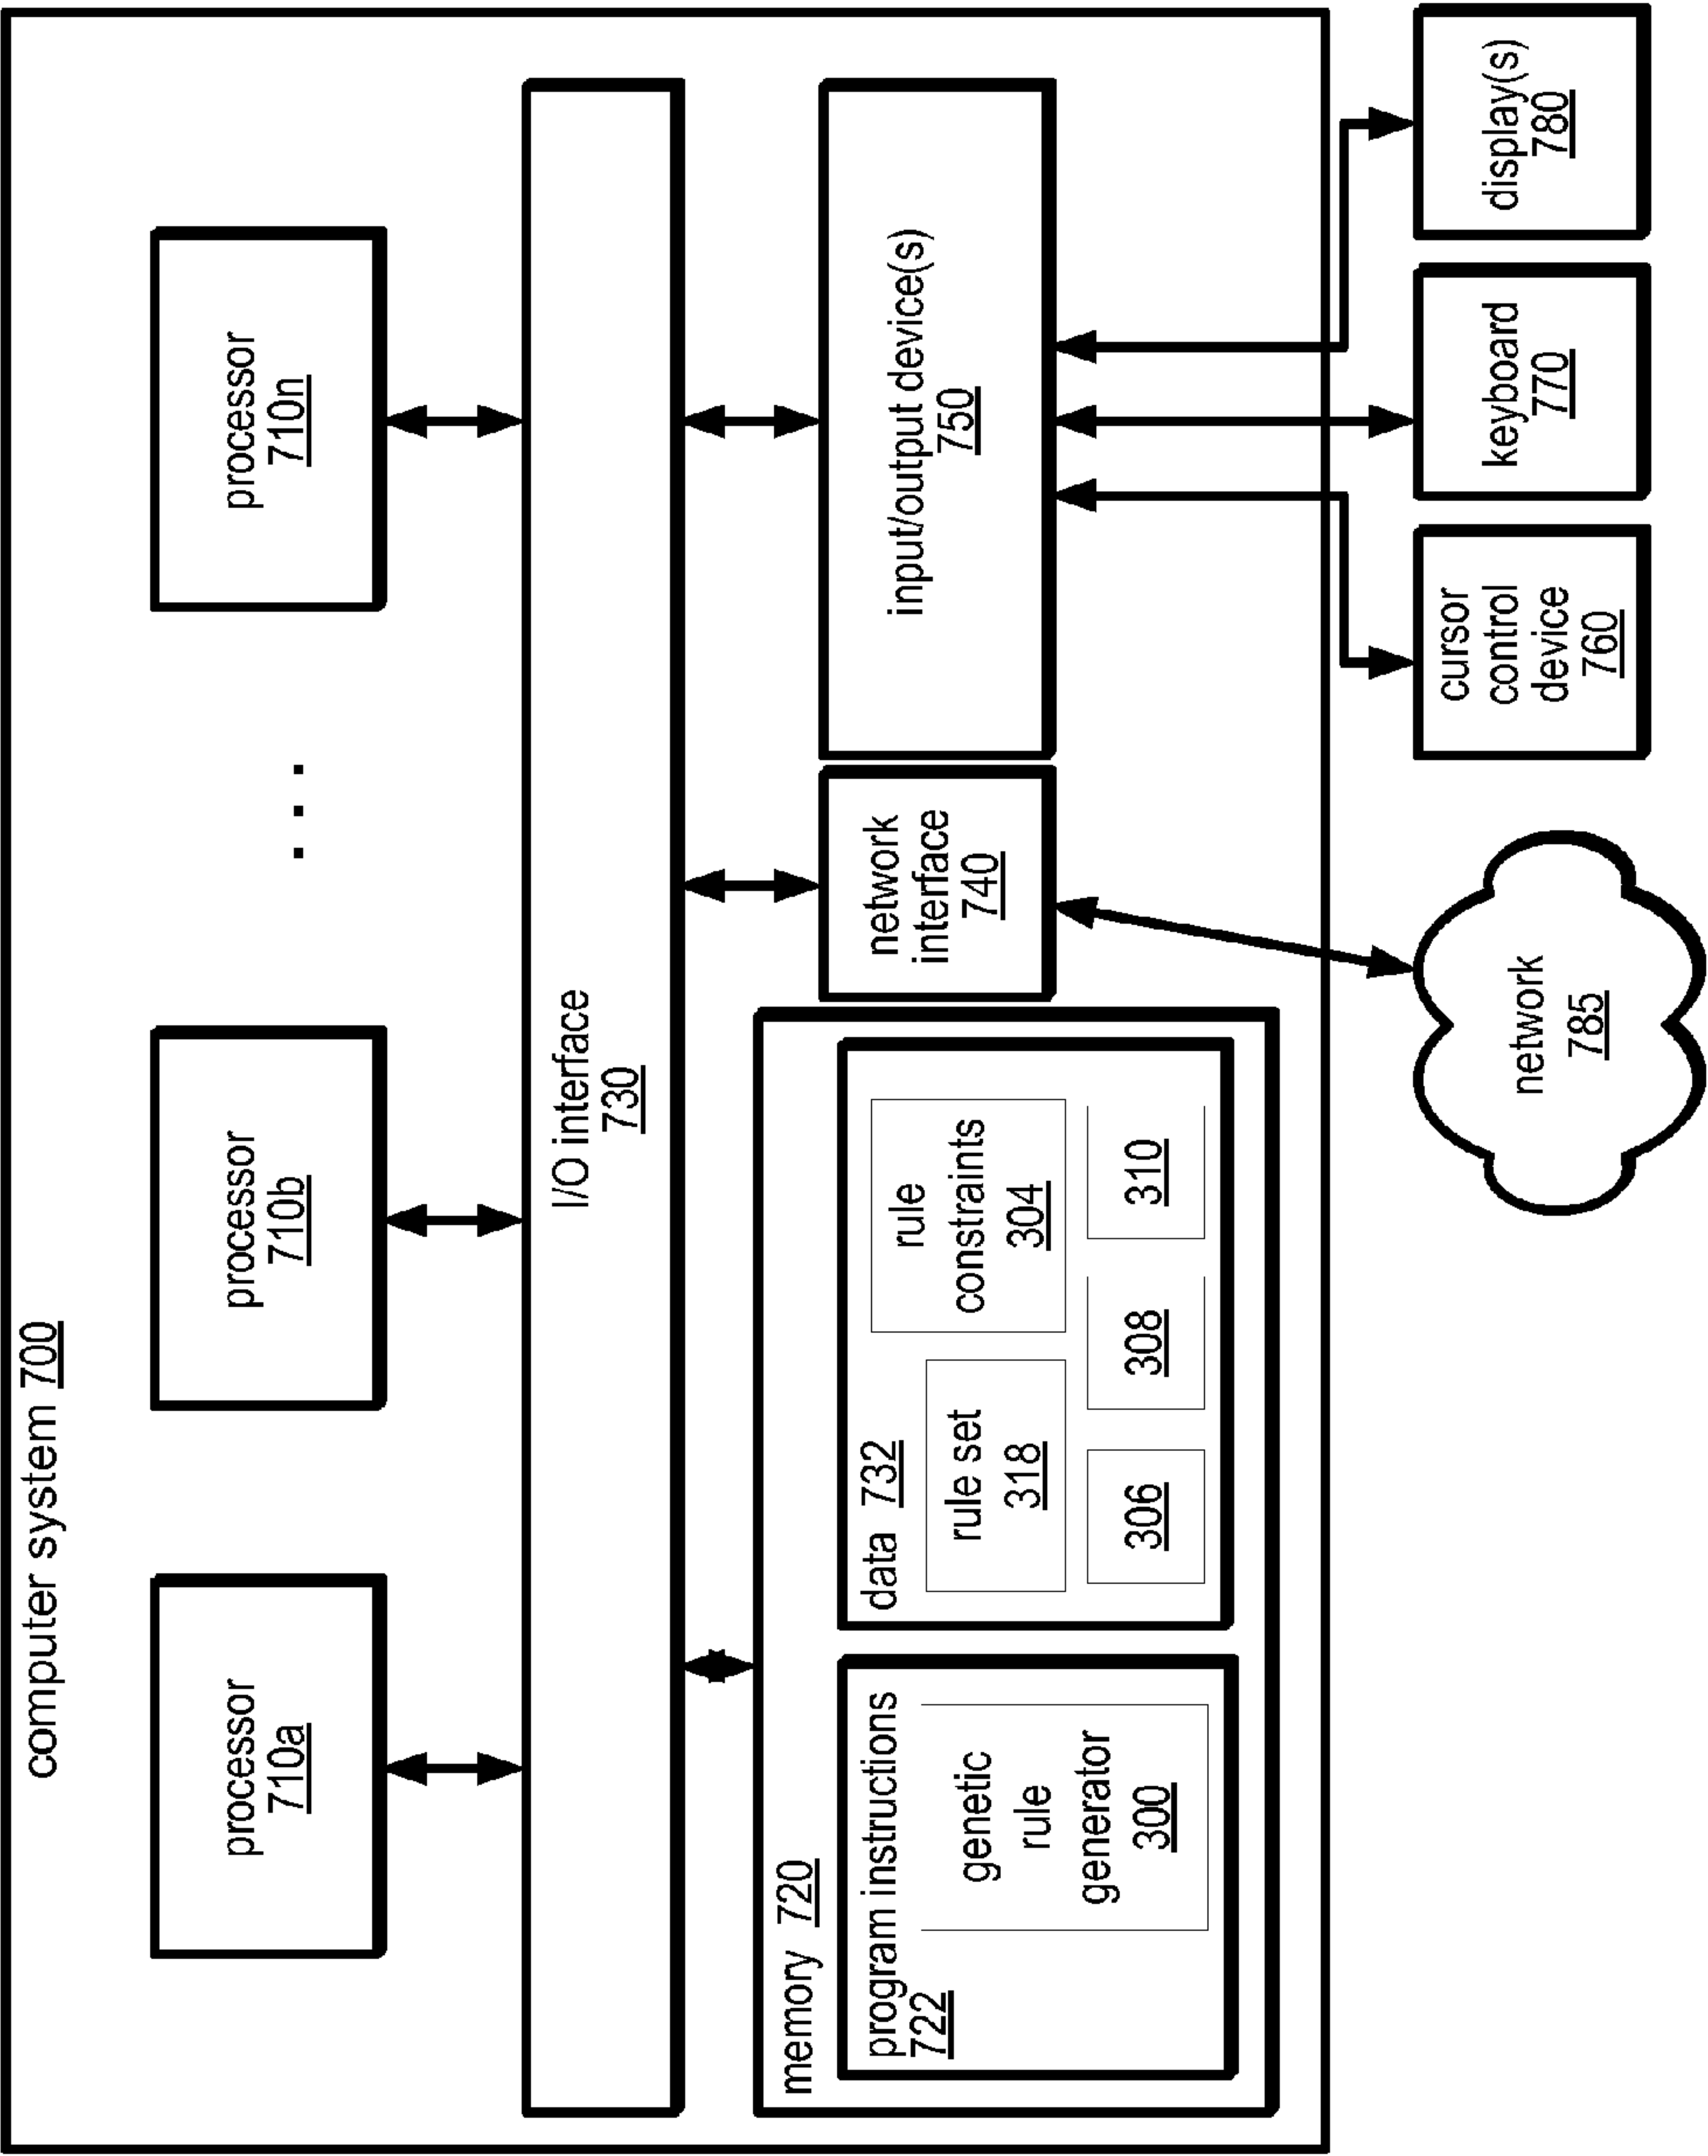 computer system 700
processor
710a
processor
710b
. . .
processor
710n
I/O interface
730
memory 720
program instructions
722
genetic
rule
generator
300
data 732
rule set
318
rule
constraints
304
306
308
310
network
interface
740
input/output device(s)
750
network
785
cursor
control
device
760
keyboard
770
display(s)
780